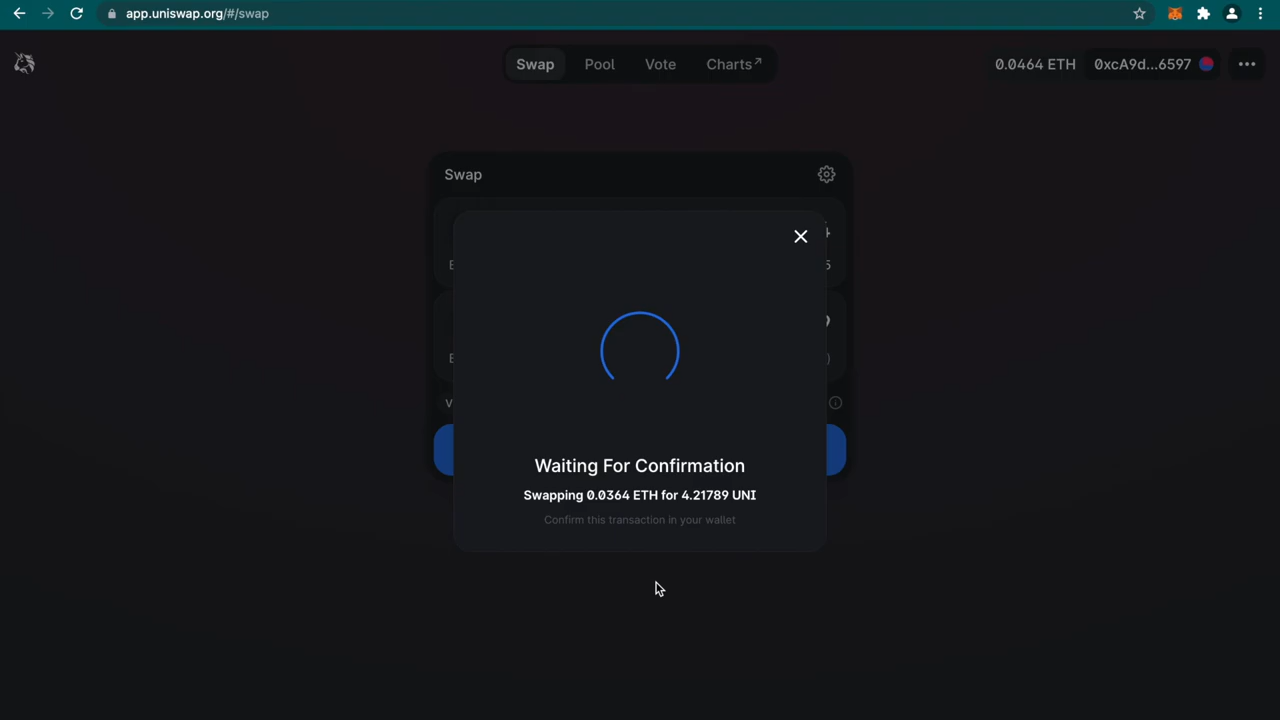 app.uniswap.org/#/swap
Swap Pool Vote Charts↗ 0.0464 ETH 0xcA9d...6597
Swap
Waiting For Confirmation
Swapping 0.0364 ETH for 4.21789 UNI
Confirm this transaction in your wallet